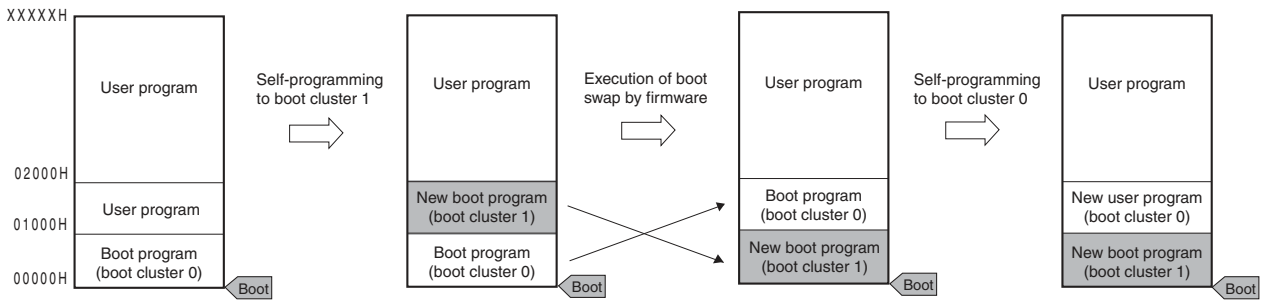 XXXXXH
User program
02000H
User program
01000H
Boot program
(boot cluster 0)
00000H
Boot
Self-programming
to boot cluster 1
User program
New boot program
(boot cluster 1)
Boot program
(boot cluster 0)
Boot
Execution of boot
swap by firmware
User program
Boot program
(boot cluster 0)
New boot program
(boot cluster 1)
Boot
Self-programming
to boot cluster 0
User program
New user program
(boot cluster 0)
New boot program
(boot cluster 1)
Boot